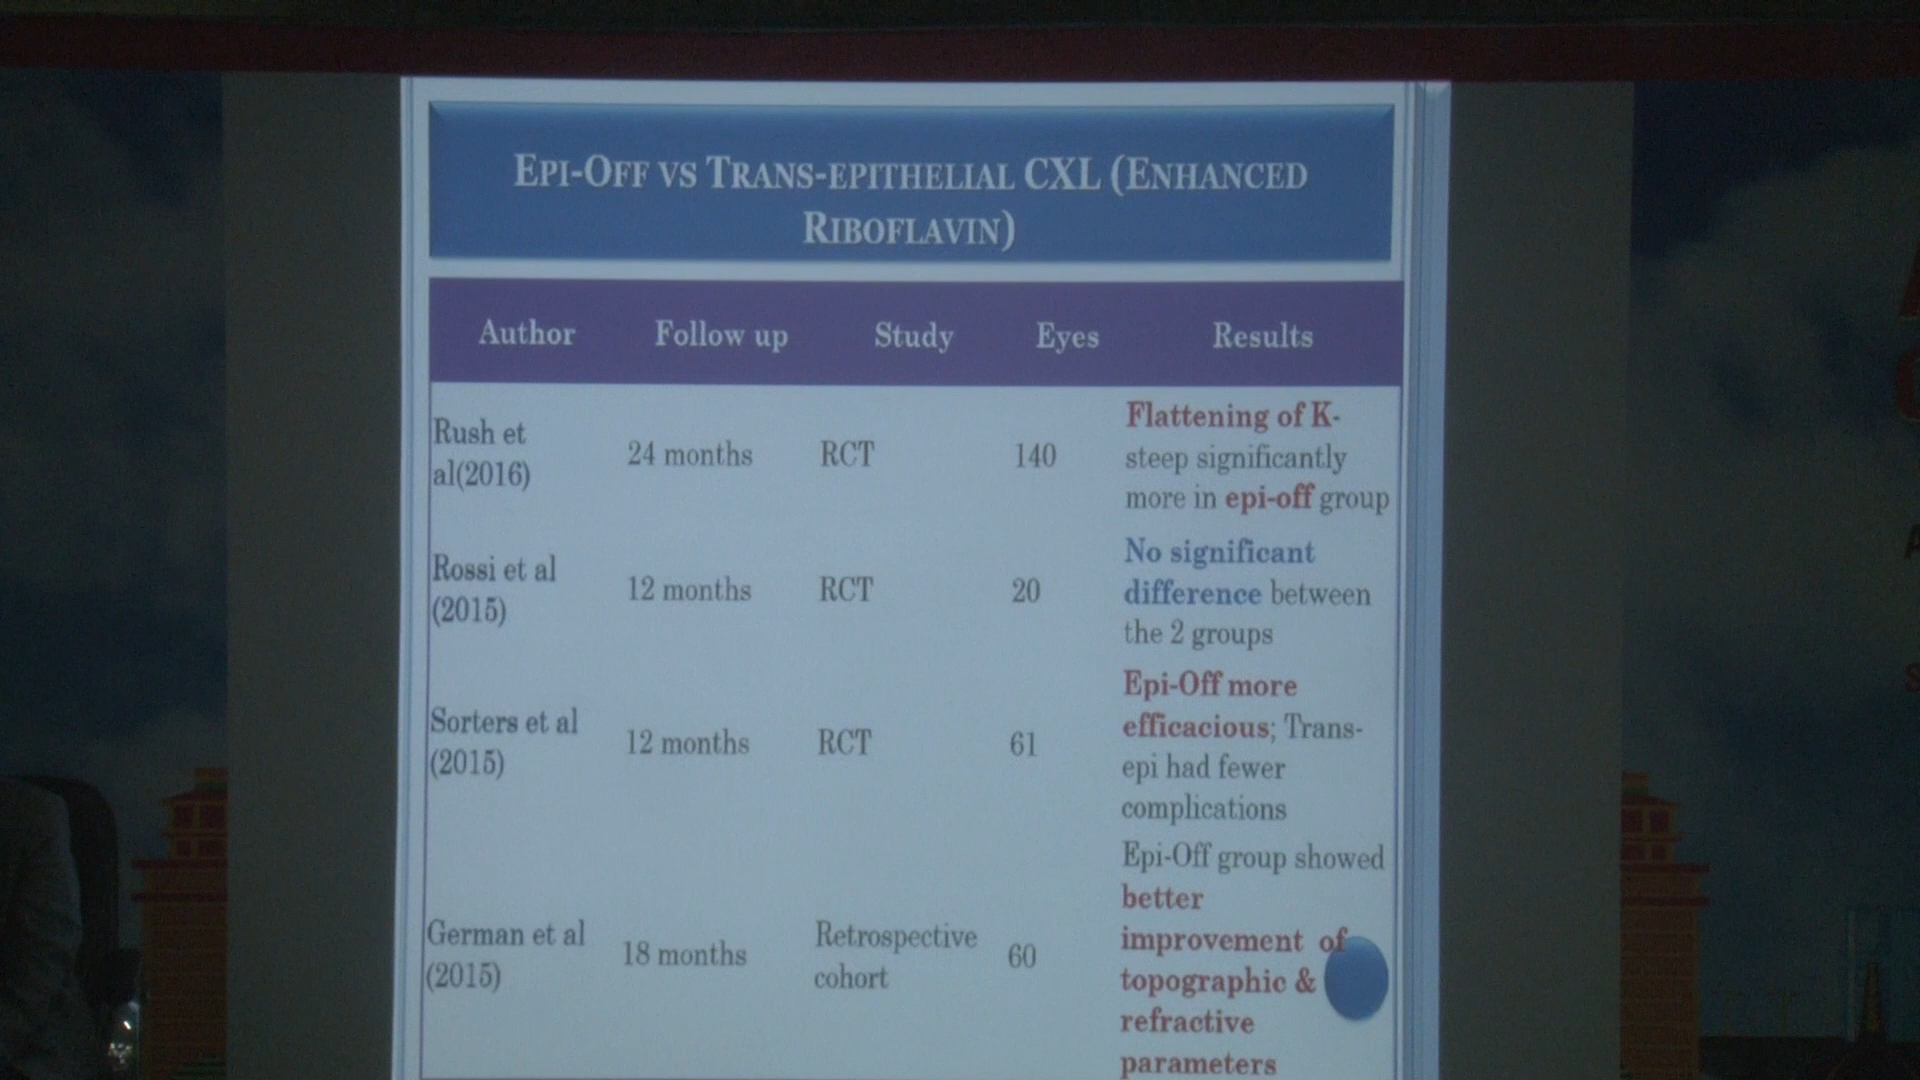 EPI-OFF VS TRANS-EPITHELIAL CXL (ENHANCED
RIBOFLAVIN)
Author Follow up Study Eyes Results
Rush et
al(2016)
24 months
RCT
140
Flattening of K-
steep significantly
more in epi-off group
Rossi et al
(2015)
12 months
RCT
20
No significant
difference between
the 2 groups
Sorters et al
(2015)
12 months
RCT
61
Epi-Off more
efficacious; Trans-
epi had fewer
complications
German et al
(2015)
18 months
Retrospective
cohort
60
Epi-Off group showed
better
improvement of
topographic &
refractive
parameters